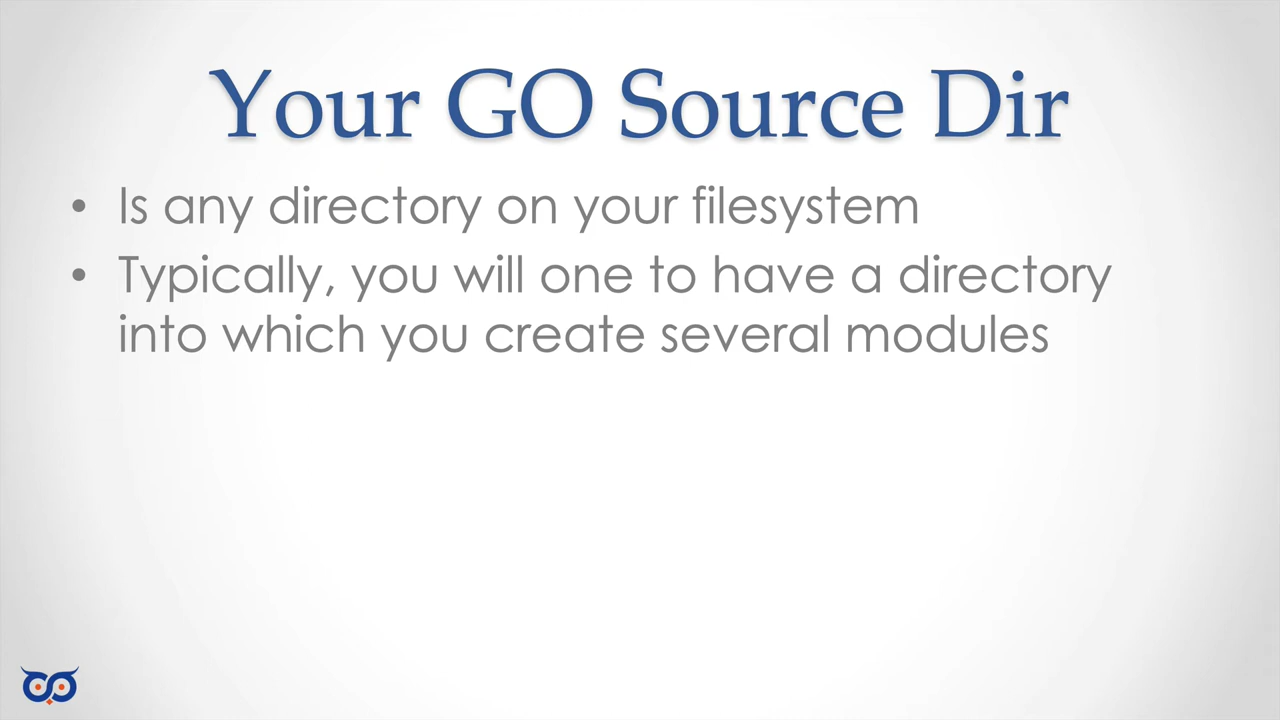 Your GO Source Dir
• Is any directory on your filesystem
• Typically, you will one to have a directory
into which you create several modules